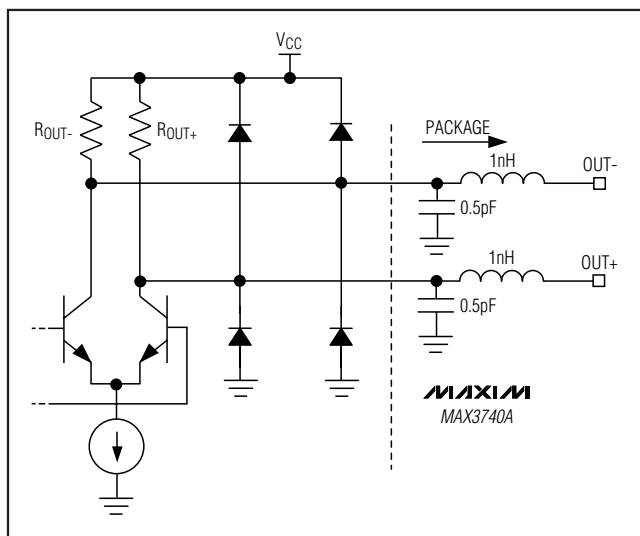 VCC
ROUT-
ROUT+
PACKAGE
1nH
OUT-
0.5pF
1nH
OUT+
0.5pF
MAXIM
MAX3740A